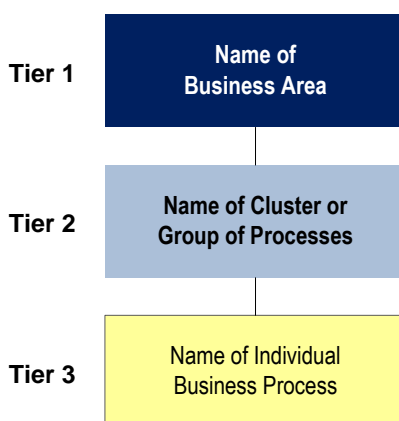 Tier 1
Name of
Business Area
Tier 2
Name of Cluster or
Group of Processes
Tier 3
Name of Individual
Business Process